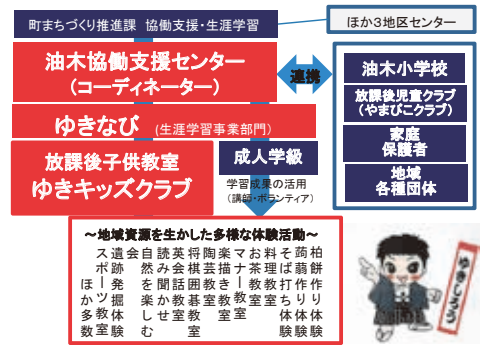 町まちづくり推進課 協働支援・生涯学習
ほか3地区センター
油木協働支援センター
（コーディネーター）
連携
油木小学校
放課後児童クラブ
（やまびこクラブ）
家庭
保護者
地域
各種団体
ゆきなび（生涯学習事業部門）
放課後子供教室
ゆきキッズクラブ
成人学級
学習成果の活用
（講師・ボランティア）
～地域資源を生かした多様な体験活動～
柏餅作り体験
蒟蒻作り体験
そば打ち体験
料理教室
お茶教室
マナー教室
楽描き教室
陶芸教室
将棋囲碁教室
英会話教室
読み聞かせ
自然を楽しむ
会
遺跡発掘体験
スポーツ教室
ほか多数
ゆきしろう